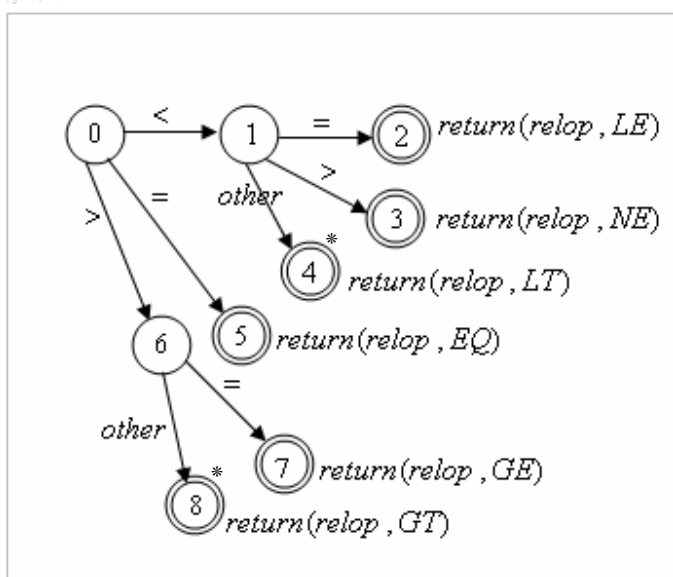 <
0
1
=
2
return(relop , LE)
>
=
>
other
3
return(relop , NE)
4
*
return(relop , LT)
6
5
return(relop , EQ)
=
other
7
return(relop , GE)
8
*
return(relop , GT)